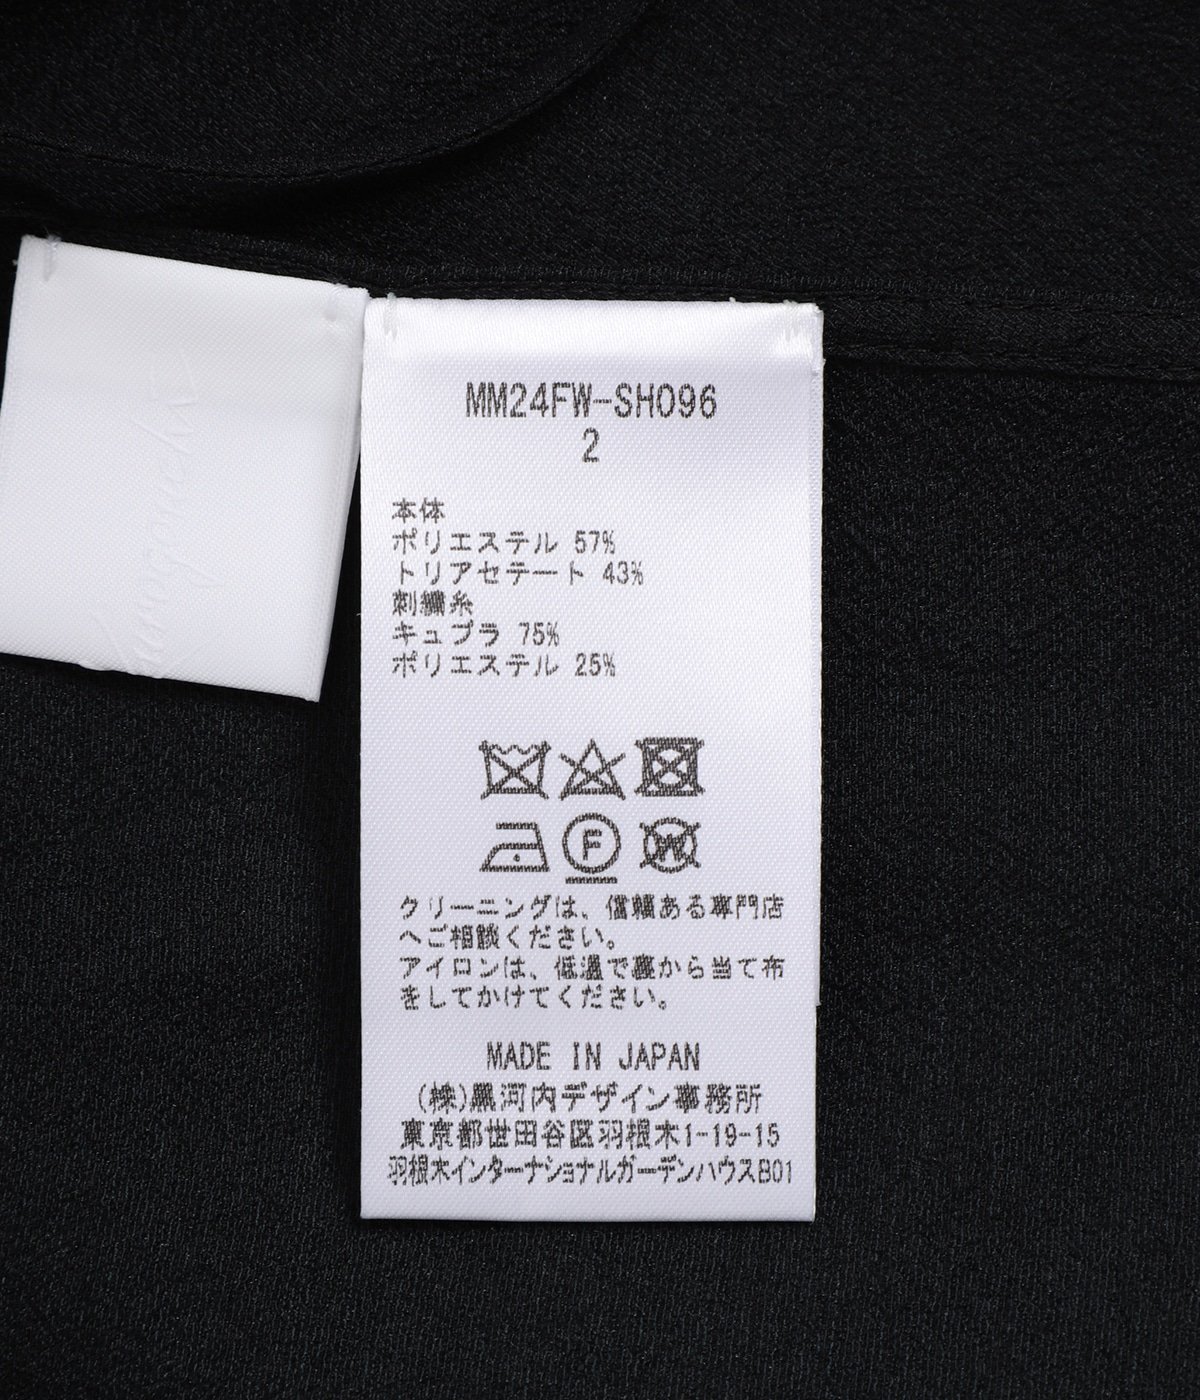 MM24FW-SH096
2
本体
ポリエステル 57%
トリアセテート 43%
刺繍糸
キュプラ 75%
ポリエステル 25%
F
W
クリーニングは、信頼ある専門店
へご相談ください。
アイロンは、低温で裏から当て布
をしてかけてください。
MADE IN JAPAN
(株)黒河内デザイン事務所
東京都世田谷区羽根木1-19-15
羽根木インターナショナルガーデンハウスB01